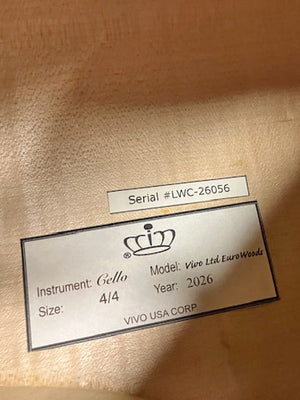 Serial #LWC-26056
Instrument: Cello Model: Vivo Ltd EuroWoods
Size: 4/4 Year: 2026
VIVO USA CORP.